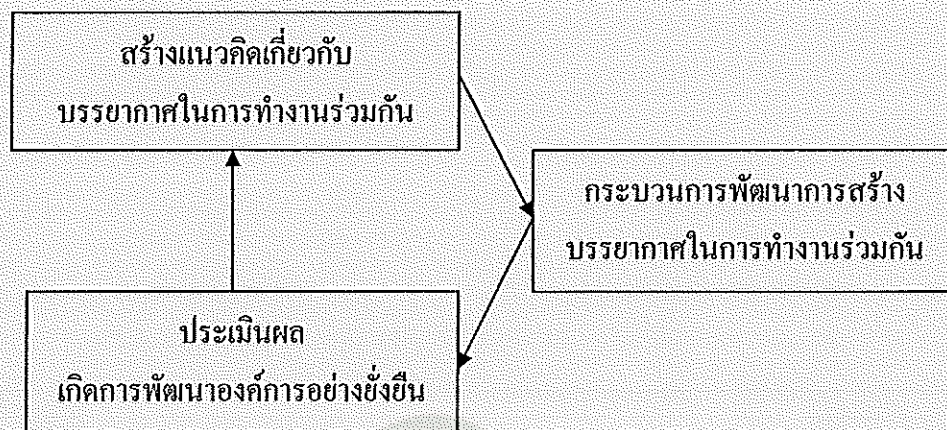 สร้างแนวคิดเกี่ยวกับ
บรรยากาศในการทำงานร่วมกัน
กระบวนการพัฒนาการสร้าง
บรรยากาศในการทำงานร่วมกัน
ประเมินผล
เกิดการพัฒนาองค์การอย่างยั่งยืน